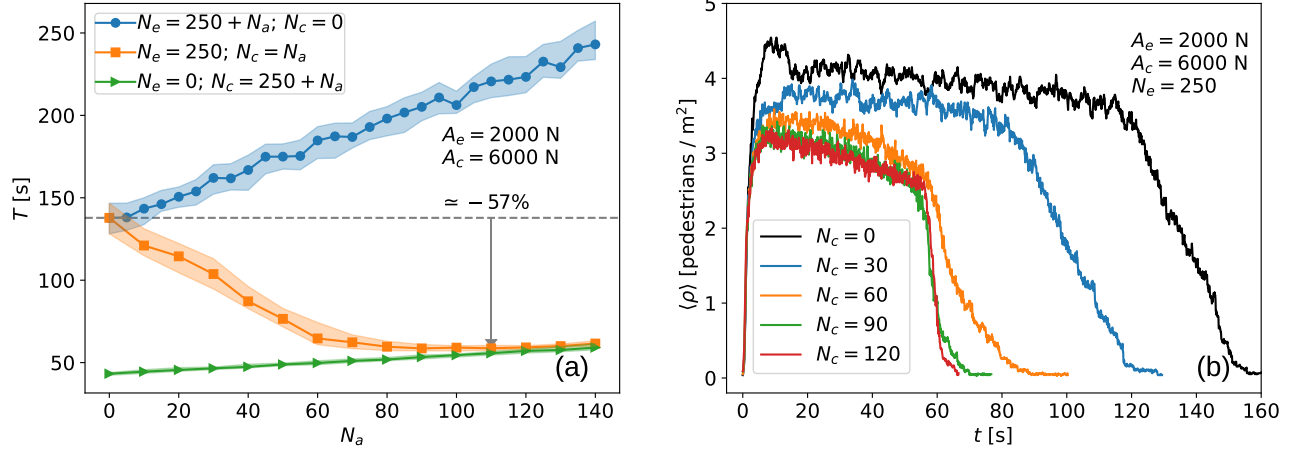 N_e = 250 + N_a; N_c = 0
N_e = 250; N_c = N_a
N_e = 0; N_c = 250 + N_a
A_e = 2000 N
A_c = 6000 N
≃ −57%
(a)
T [s]
250
200
150
100
50
0 20 40 60 80 100 120 140
N_a
A_e = 2000 N
A_c = 6000 N
N_e = 250
N_c = 0
N_c = 30
N_c = 60
N_c = 90
N_c = 120
(b)
⟨ρ⟩ [pedestrians / m²]
5
4
3
2
1
0
0 20 40 60 80 100 120 140 160
t [s]